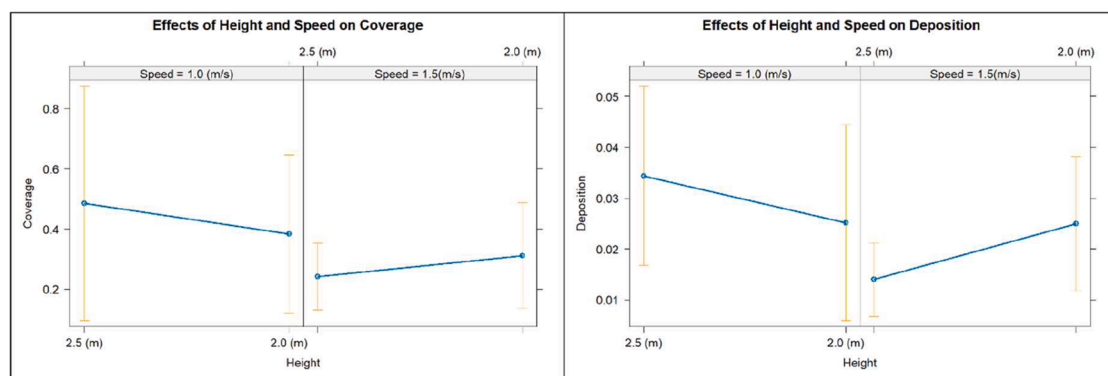 Effects of Height and Speed on Coverage
2.5 (m) 2.0 (m)
Speed = 1.0 (m/s) Speed = 1.5(m/s)
0.8
0.6
0.4
0.2
Coverage
2.5 (m) 2.0 (m)
Height
Effects of Height and Speed on Deposition
2.5 (m) 2.0 (m)
Speed = 1.0 (m/s) Speed = 1.5(m/s)
0.05
0.04
0.03
0.02
0.01
Deposition
2.5 (m) 2.0 (m)
Height